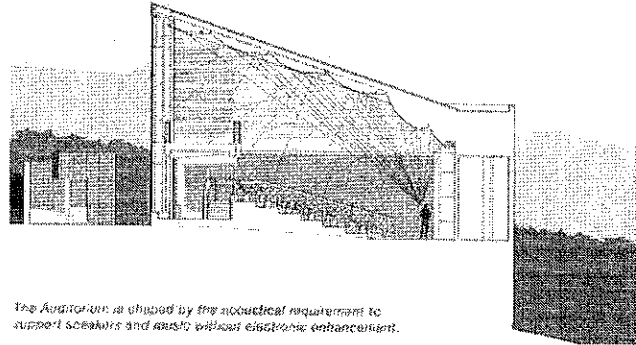 The Auditorium is shaped by the acoustical requirement to
support speakers and music without electronic enhancement.